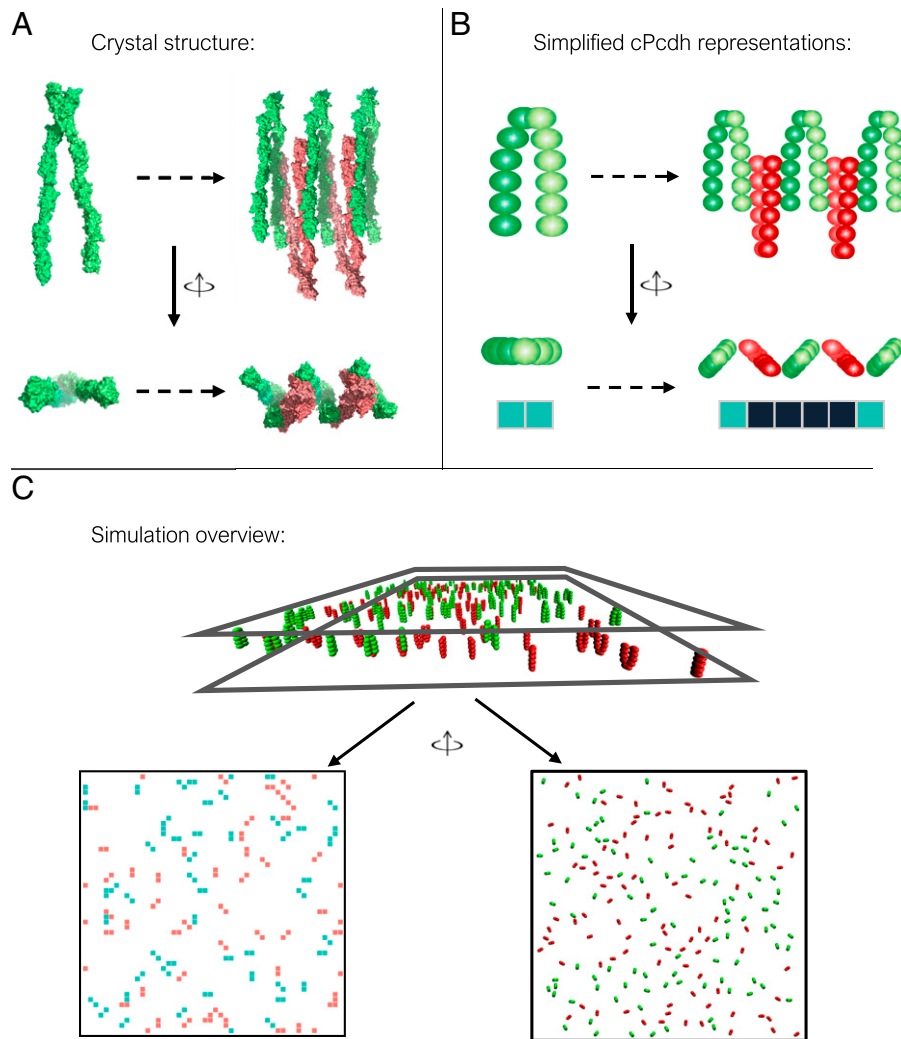 A
Crystal structure:
B
Simplified cPcdh representations:
C
Simulation overview: